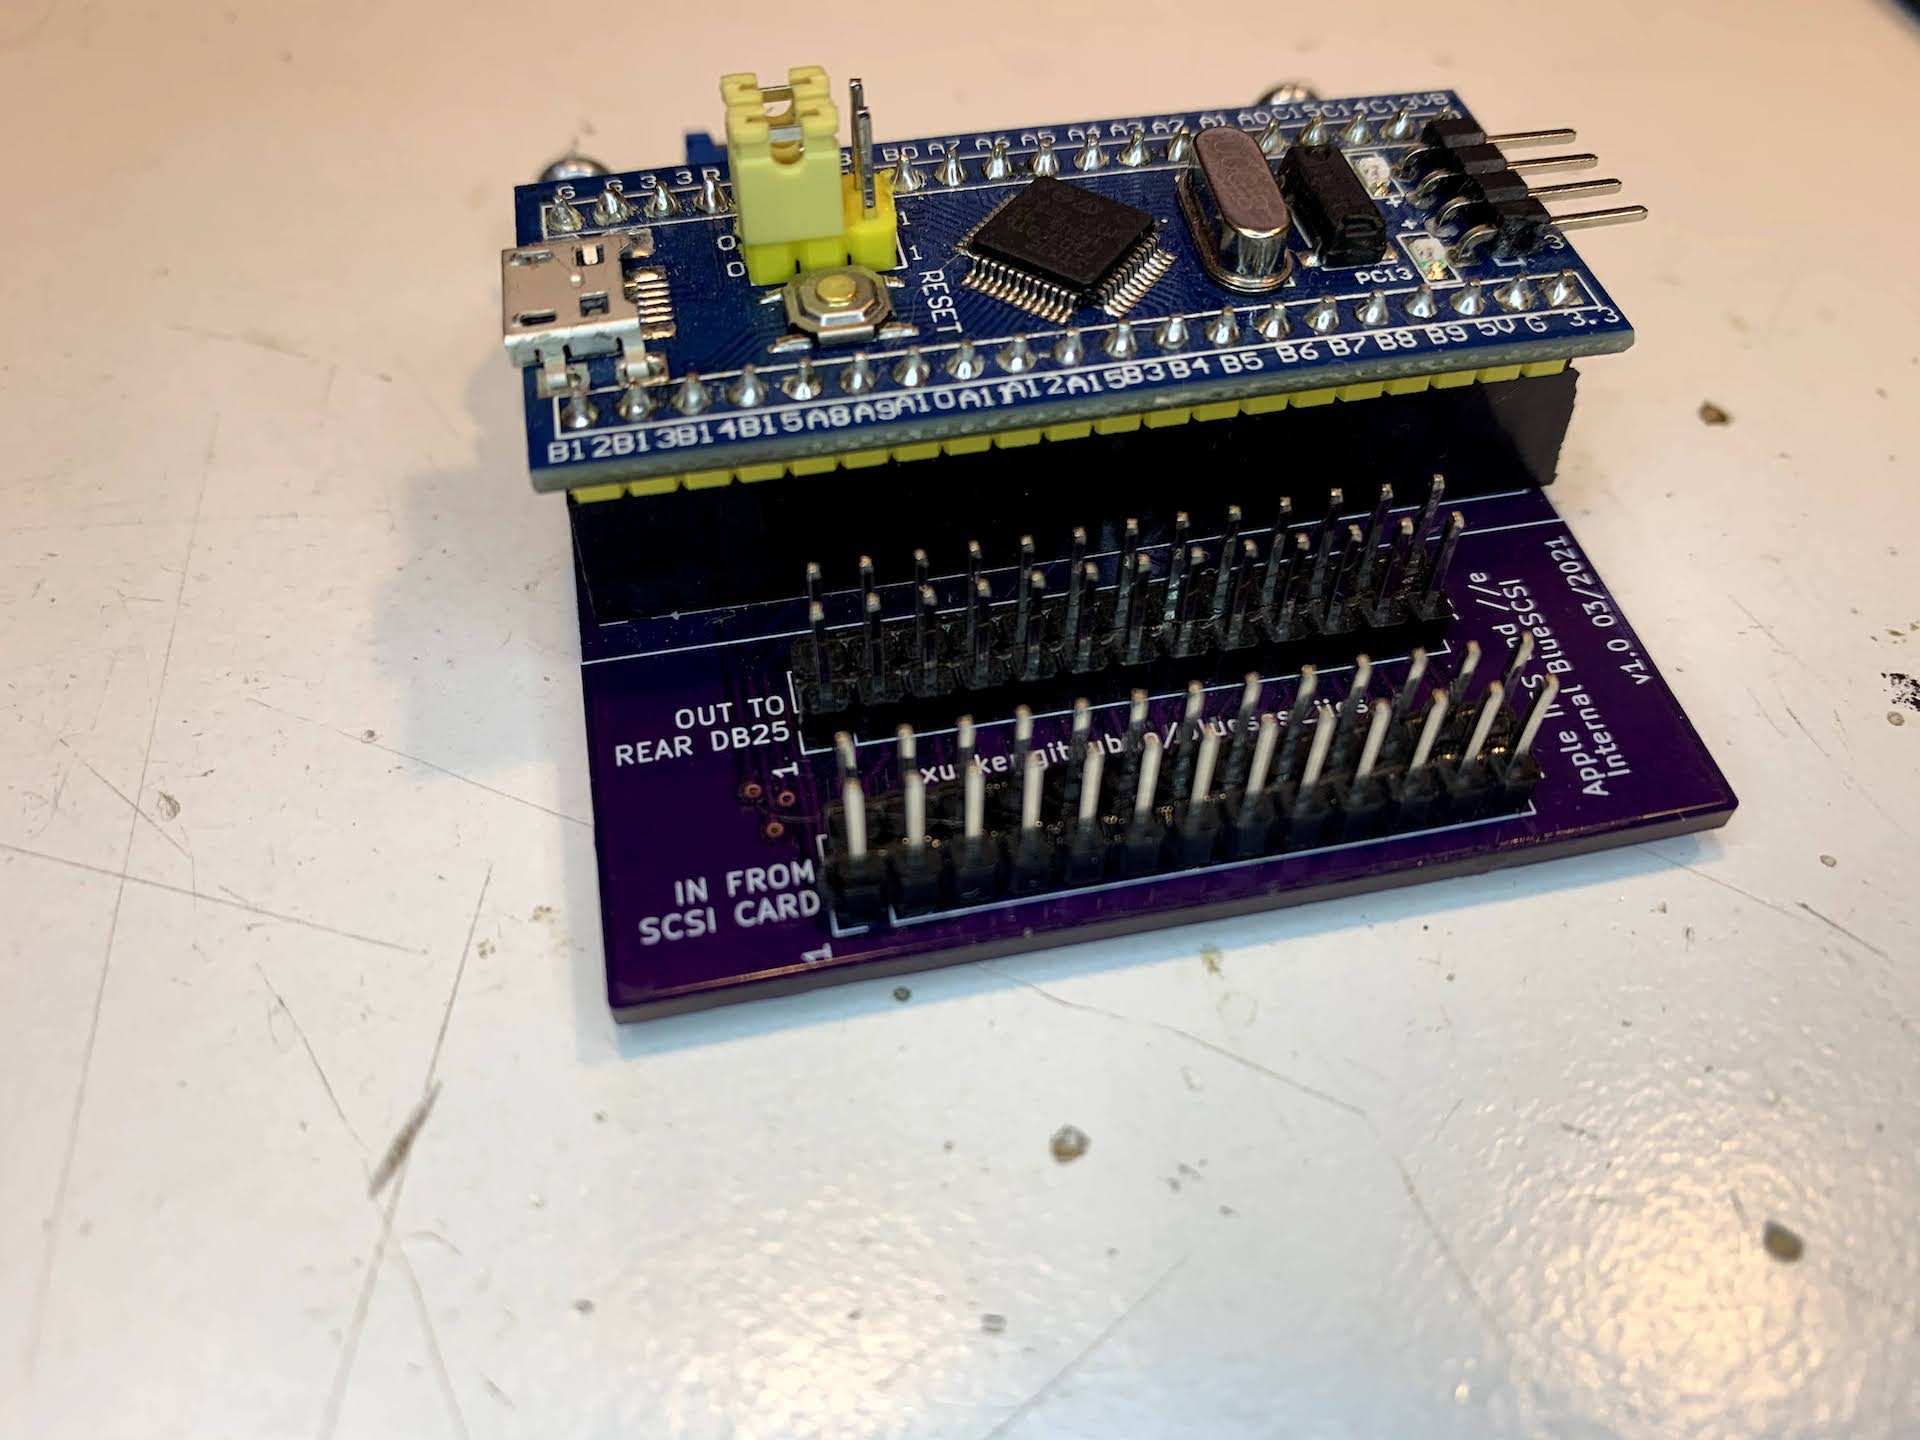 G G 3 3 R
B0 A7 A6 A5 A4 A3 A2 A1 A0 C15 C14 C13 VB
0
0
1
1
RESET
PC13
B12 B13 B14 B15 A8 A9 A10 A11 A12 A15 B3 B4 B5 B6 B7 B8 B9 5V G 3.3
OUT TO
REAR DB25
1
IN FROM
SCSI CARD
1
Apple //e
Internal BlueSCSI
v1.0 03/2021